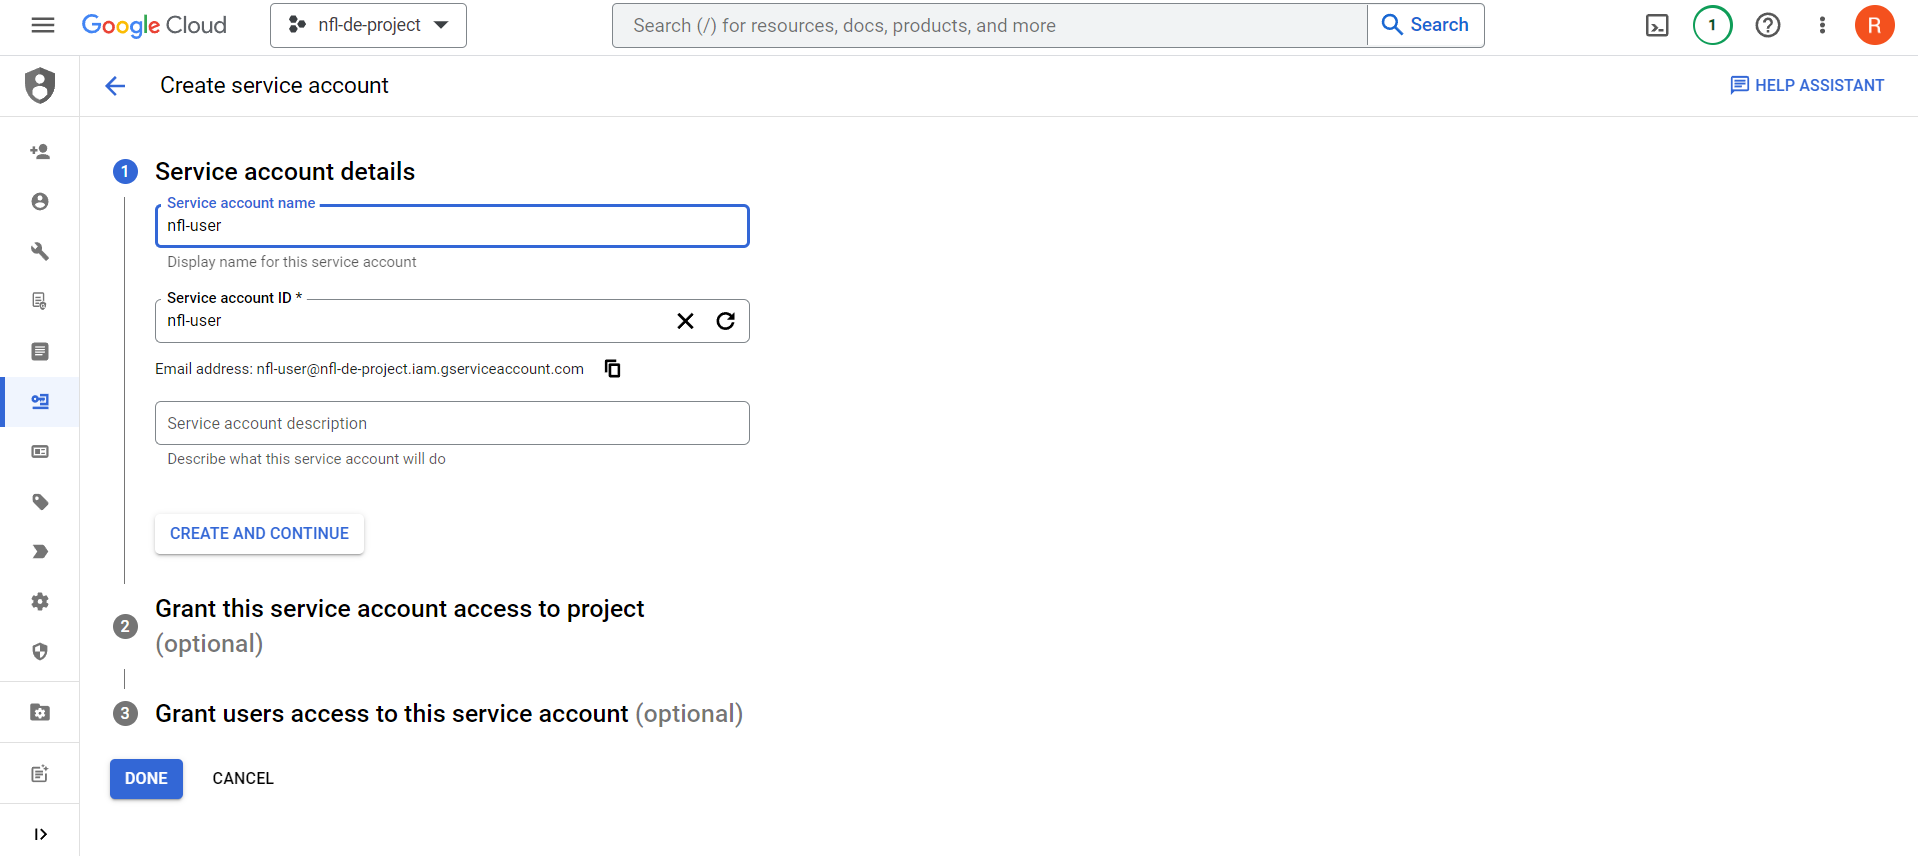 Google Cloud
nfl-de-project
Search (/) for resources, docs, products, and more
Search
1
R
Create service account
HELP ASSISTANT
1
Service account details
Service account name
nfl-user
Display name for this service account
Service account ID *
nfl-user
Email address: nfl-user@nfl-de-project.iam.gserviceaccount.com
Service account description
Describe what this service account will do
CREATE AND CONTINUE
2
Grant this service account access to project
(optional)
3
Grant users access to this service account (optional)
DONE
CANCEL